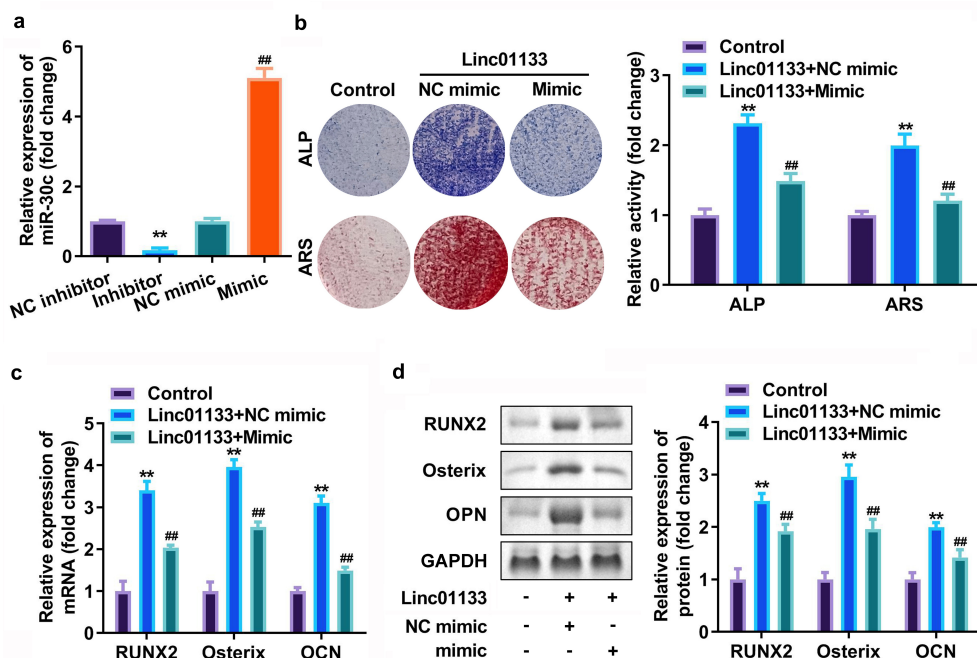 a
Relative expression of
miR-30c (fold change)
6
4
2
1
0
**
##
NC inhibitor
Inhibitor
NC mimic
Mimic
b
Linc01133
Control
NC mimic
Mimic
ALP
ARS
Control
Linc01133+NC mimic
Linc01133+Mimic
Relative activity (fold change)
3
2
1
0
**
##
**
##
ALP
ARS
c
Control
Linc01133+NC mimic
Linc01133+Mimic
Relative expression of
mRNA (fold change)
5
4
3
2
1
0
**
##
**
##
**
##
RUNX2
Osterix
OCN
d
RUNX2
Osterix
OPN
GAPDH
Linc01133 - + +
NC mimic - +
mimic - +
Control
Linc01133+NC mimic
Linc01133+Mimic
Relative expression of
protein (fold change)
4
3
2
1
0
**
##
**
##
**
##
RUNX2
Osterix
OCN